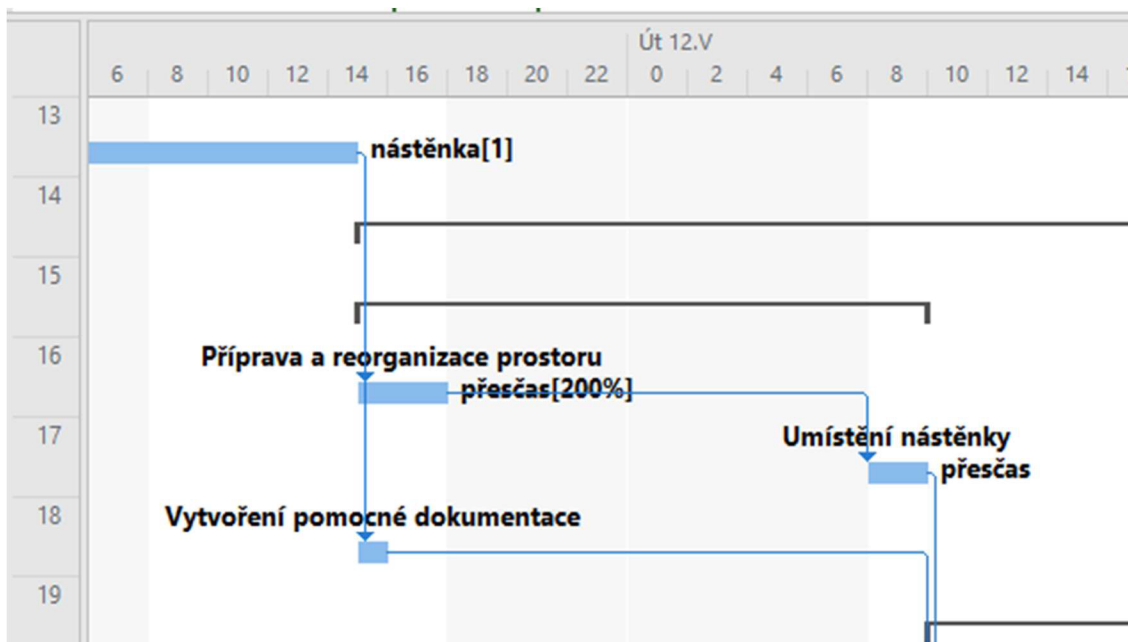 Út 12.V
6 8 10 12 14 16 18 20 22 0 2 4 6 8 10 12 14
13
nástěnka[1]
14
15
16
Příprava a reorganizace prostoru
přesčas[200%]
17
Umístění nástěnky
přesčas
18
Vytvoření pomocné dokumentace
19